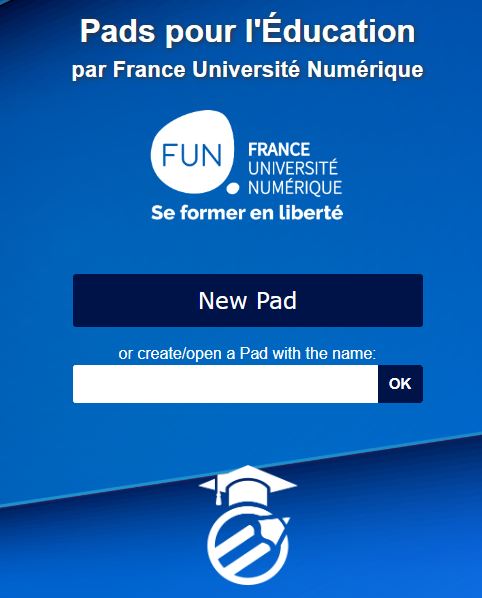 Pads pour l'Éducation
par France Université Numérique
FUN
FRANCE
UNIVERSITÉ
NUMÉRIQUE
Se former en liberté
New Pad
or create/open a Pad with the name:
OK